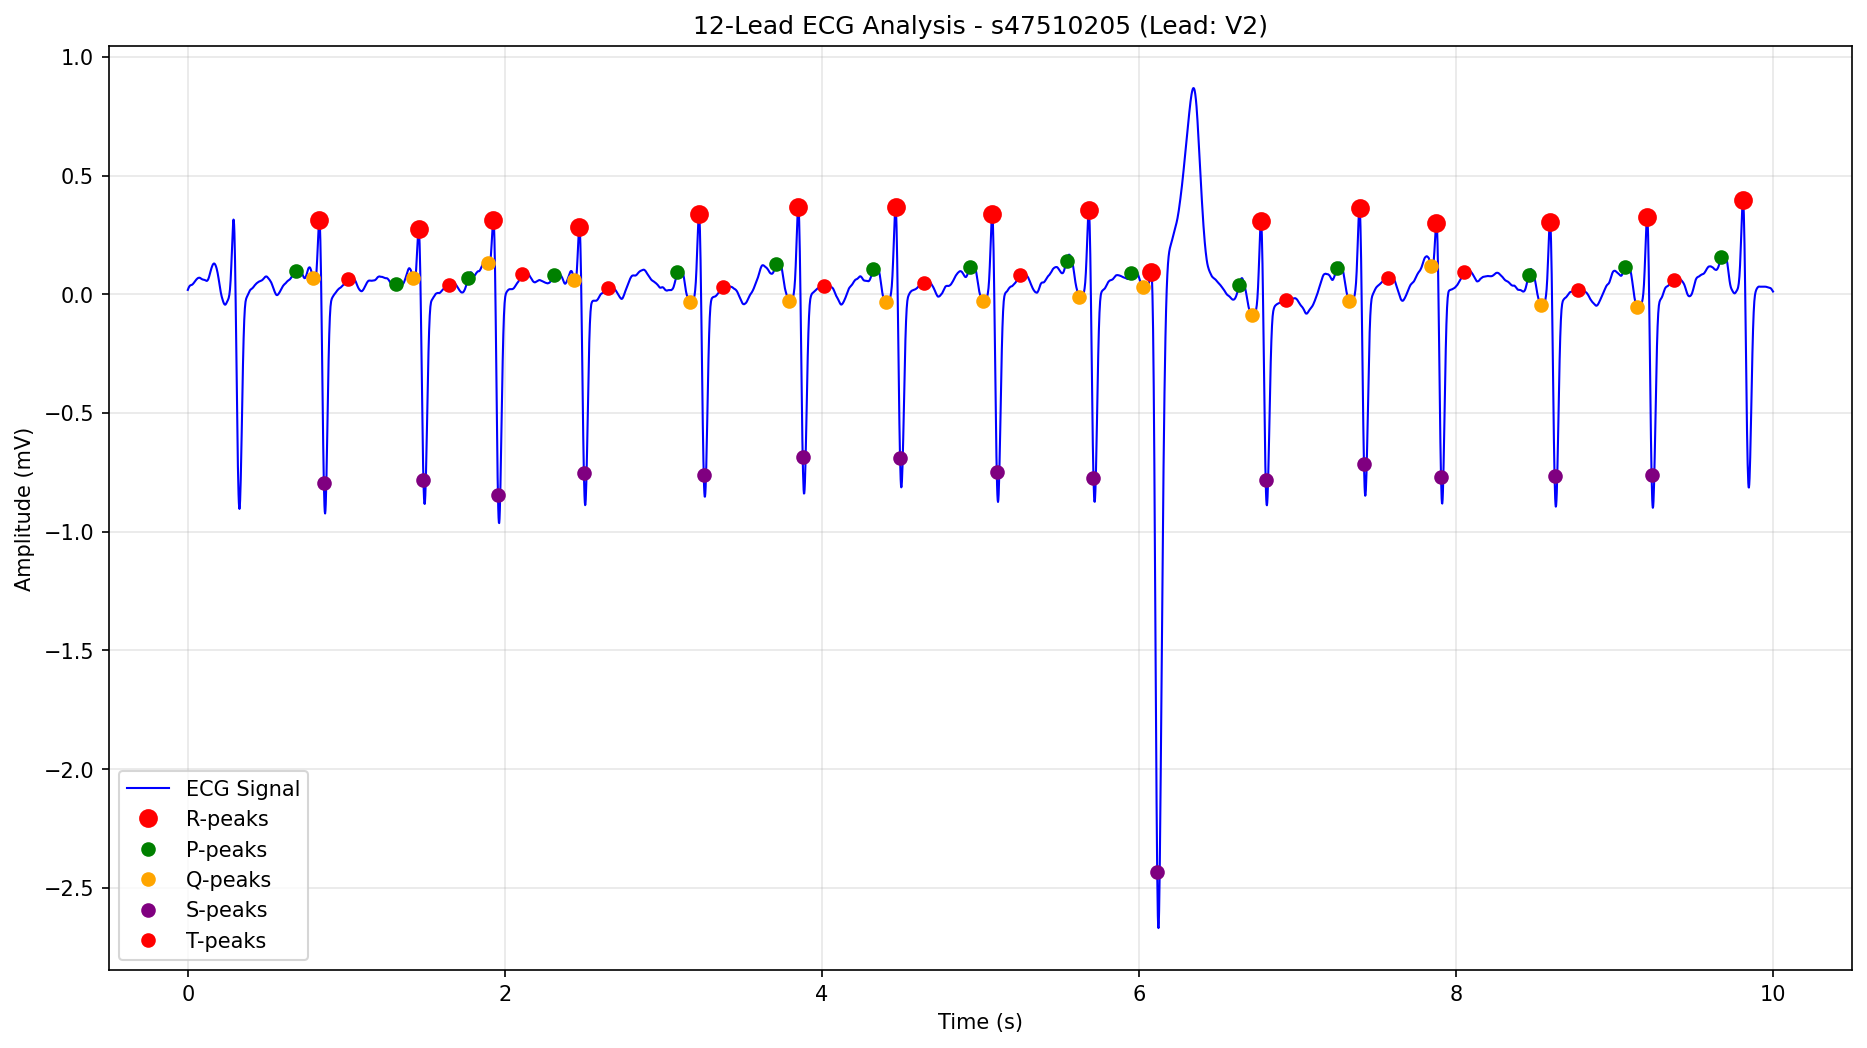 12-Lead ECG Analysis - s47510205 (Lead: V2)
1.0
0.5
0.0
−0.5
−1.0
−1.5
−2.0
−2.5
Amplitude (mV)
ECG Signal
R-peaks
P-peaks
Q-peaks
S-peaks
T-peaks
0 2 4 6 8 10
Time (s)